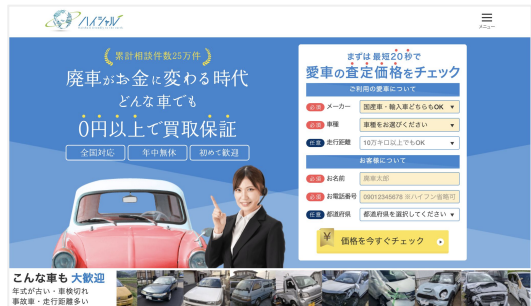 ハイシャル
メニュー
累計相談件数25万件
廃車がお金に変わる時代
どんな車でも
0円以上で買取保証
全国対応
年中無休
初めて歓迎
まずは最短20秒で
愛車の査定価格をチェック
ご利用の愛車について
必須 メーカー 国産車・輸入車どちらもOK
必須 車種 車種をお選びください
任意 走行距離 10万キロ以上でもOK
お客様について
必須 お名前 廃車太郎
必須 お電話番号 09012345678 ※ハイフン省略可
任意 都道府県 都道府県を選択してください
¥ 価格を今すぐチェック
こんな車も 大歓迎
年式が古い・車検切れ
事故車・走行距離多い